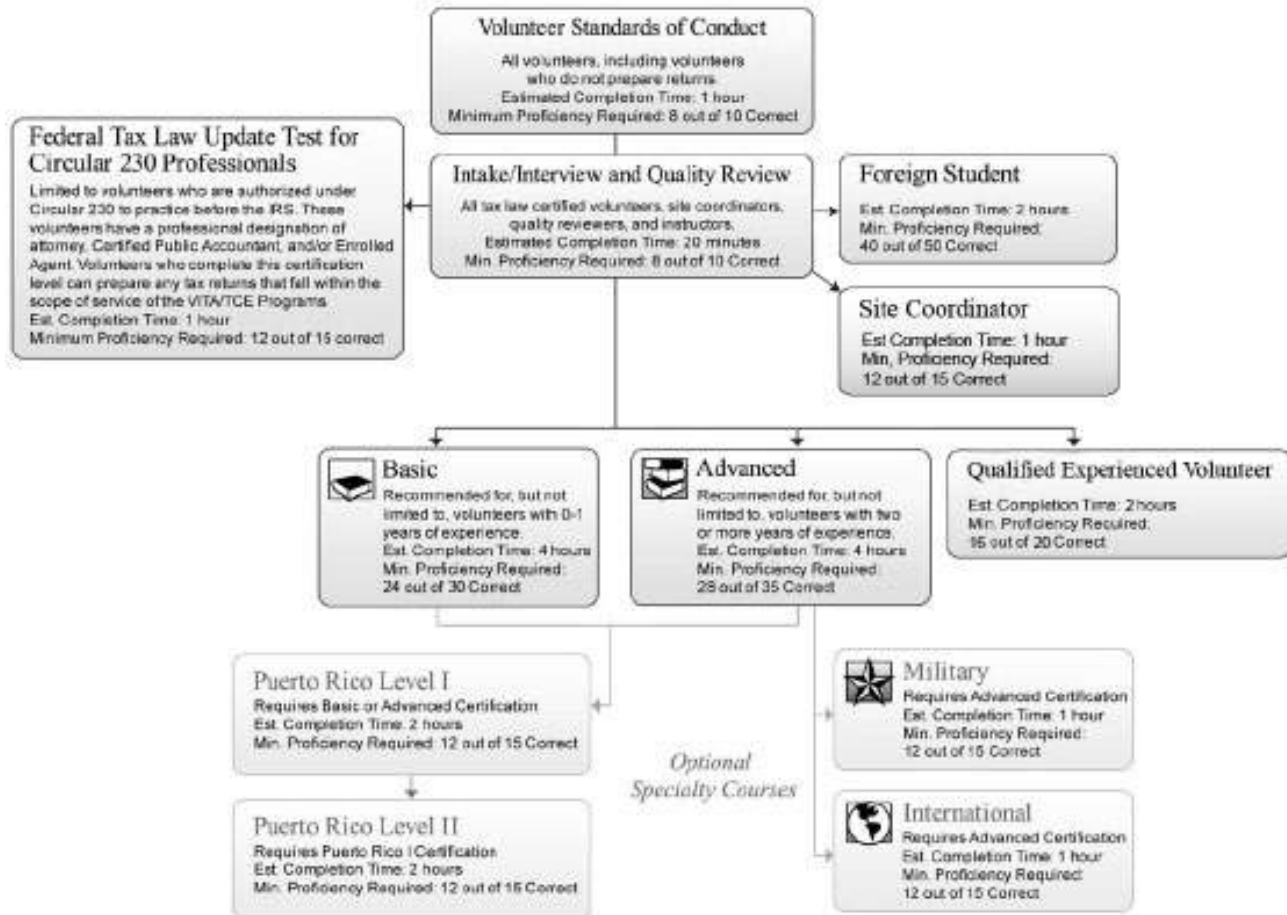 Volunteer Standards of Conduct
All volunteers, including volunteers
who do not prepare returns
Estimated Completion Time: 1 hour
Minimum Proficiency Required: 8 out of 10 Correct
Federal Tax Law Update Test for
Circular 230 Professionals
Limited to volunteers who are authorized under
Circular 230 to practice before the IRS. These
volunteers have a professional designation of
attorney, Certified Public Accountant, and/or Enrolled
Agent. Volunteers who complete this certification
level can prepare any tax returns that fall within the
scope of service of the VITA/TCE Programs
Est. Completion Time: 1 hour
Minimum Proficiency Required: 12 out of 15 correct
Intake/Interview and Quality Review
All tax law certified volunteers, site coordinators,
quality reviewers, and instructors.
Estimated Completion Time: 20 minutes
Min. Proficiency Required: 8 out of 10 Correct
Foreign Student
Est. Completion Time: 2 hours
Min. Proficiency Required:
40 out of 50 Correct
Site Coordinator
Est Completion Time: 1 hour
Min, Proficiency Required:
12 out of 15 Correct
Basic
Recommended for, but not
limited to, volunteers with 0-1
years of experience.
Est. Completion Time: 4 hours
Min. Proficiency Required:
24 out of 30 Correct
Advanced
Recommended for, but not
limited to, volunteers with two
or more years of experience.
Est. Completion Time: 4 hours
Min. Proficiency Required:
28 out of 35 Correct
Qualified Experienced Volunteer
Est. Completion Time: 2 hours
Min. Proficiency Required:
16 out of 20 Correct
Puerto Rico Level I
Requires Basic or Advanced Certification
Est. Completion Time: 2 hours
Min. Proficiency Required: 12 out of 15 Correct
Puerto Rico Level II
Requires Puerto Rico I Certification
Est. Completion Time: 2 hours
Min. Proficiency Required: 12 out of 15 Correct
Optional
Specialty Courses
Military
Requires Advanced Certification
Est. Completion Time: 1 hour
Min. Proficiency Required:
12 out of 15 Correct
International
Requires Advanced Certification
Est. Completion Time: 1 hour
Min. Proficiency Required:
12 out of 15 Correct